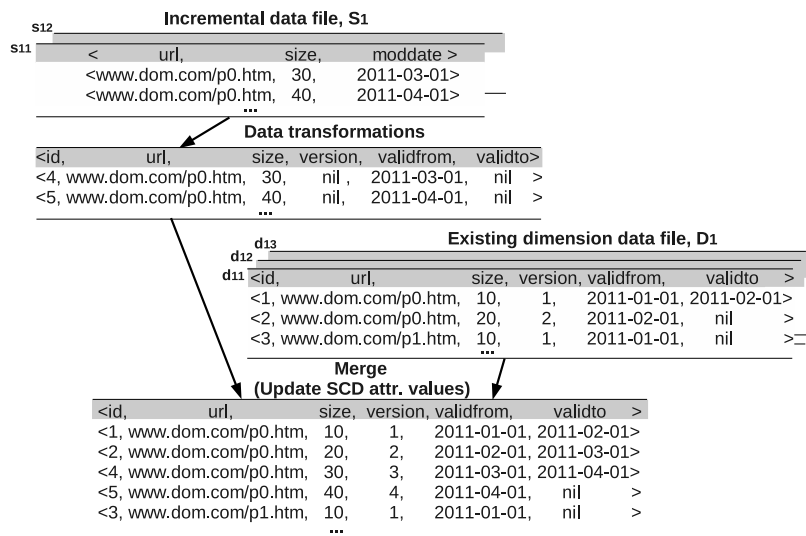 Incremental data file, S1
s12
s11
< url, size, moddate >
<www.dom.com/p0.htm, 30, 2011-03-01>
<www.dom.com/p0.htm, 40, 2011-04-01>
...
Data transformations
<id, url, size, version, validfrom, validto>
<4, www.dom.com/p0.htm, 30, nil , 2011-03-01, nil >
<5, www.dom.com/p0.htm, 40, nil, 2011-04-01, nil >
...
Existing dimension data file, D1
d13
d12
d11
<id, url, size, version, validfrom, validto >
<1, www.dom.com/p0.htm, 10, 1, 2011-01-01, 2011-02-01>
<2, www.dom.com/p0.htm, 20, 2, 2011-02-01, nil >
<3, www.dom.com/p1.htm, 10, 1, 2011-01-01, nil >
...
Merge
(Update SCD attr. values)
<id, url, size, version, validfrom, validto >
<1, www.dom.com/p0.htm, 10, 1, 2011-01-01, 2011-02-01>
<2, www.dom.com/p0.htm, 20, 2, 2011-02-01, 2011-03-01>
<4, www.dom.com/p0.htm, 30, 3, 2011-03-01, 2011-04-01>
<5, www.dom.com/p0.htm, 40, 4, 2011-04-01, nil >
<3, www.dom.com/p1.htm, 10, 1, 2011-01-01, nil >
...